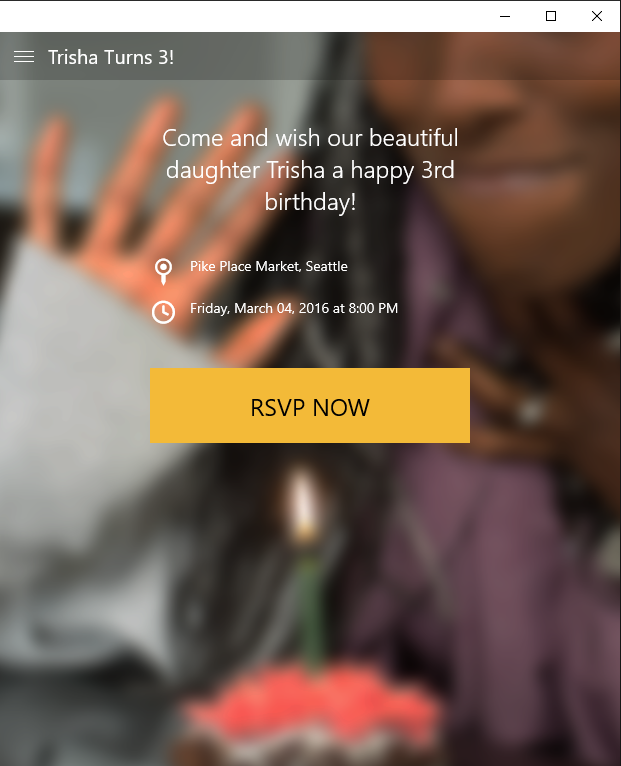 Trisha Turns 3!
Come and wish our beautiful
daughter Trisha a happy 3rd
birthday!
Pike Place Market, Seattle
Friday, March 04, 2016 at 8:00 PM
RSVP NOW